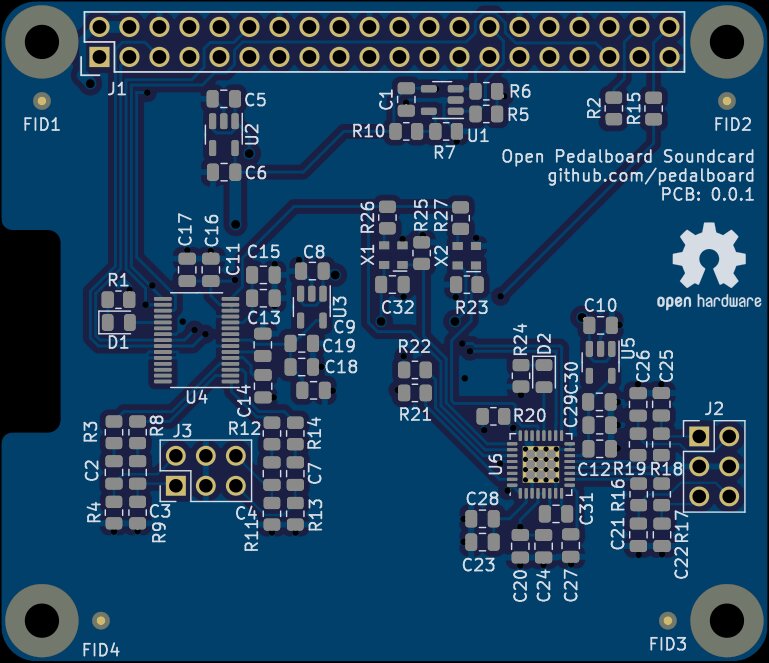 J1
C5
C1
R6
R2
R15
FID1
U2
R10
R5
U1
FID2
R7
C6
Open Pedalboard Soundcard
github.com/pedalboard
PCB: 0.0.1
R26
R25
R27
C17
C16
C11
C15
C8
X1
X2
open hardware
R1
C13
U3
C32
R23
C10
D1
C9
C19
C18
R22
R24
D2
U5
C30
C26
C25
U4
C14
R21
C29
J2
R3
R8
J3
R12
R14
R20
C2
C7
U6
C12
R19
R18
R4
R9
C3
C4
R11
R13
C28
C31
R16
R17
C23
C21
C22
C20
C24
C27
FID4
FID3